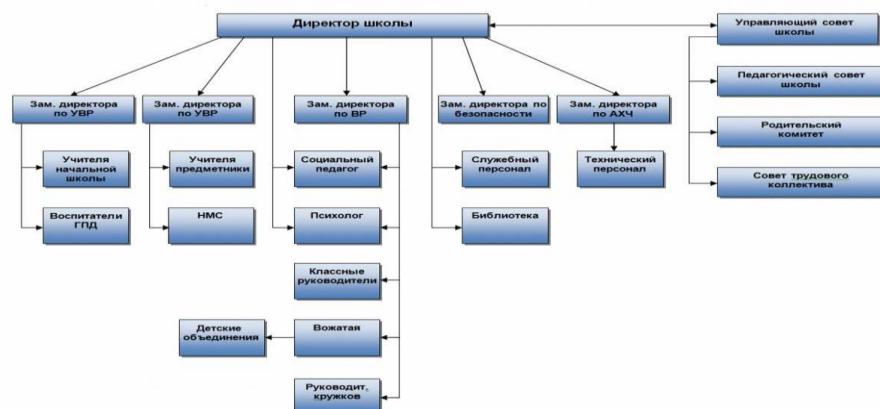 Директор школы
Управляющий совет
школы
Педагогический совет
школы
Родительский
комитет
Совет трудового
коллектива
Зам. директора
по УВР
Зам. директора
по УВР
Зам. директора
по ВР
Зам. директора по
безопасности
Зам. директора
по АХЧ
Учителя
начальной
школы
Учителя
предметники
Социальный
педагог
Служебный
персонал
Технический
персонал
Воспитатели
ГПД
НМС
Психолог
Библиотека
Классные
руководители
Детские
объединения
Вожатая
Руководит.
кружков